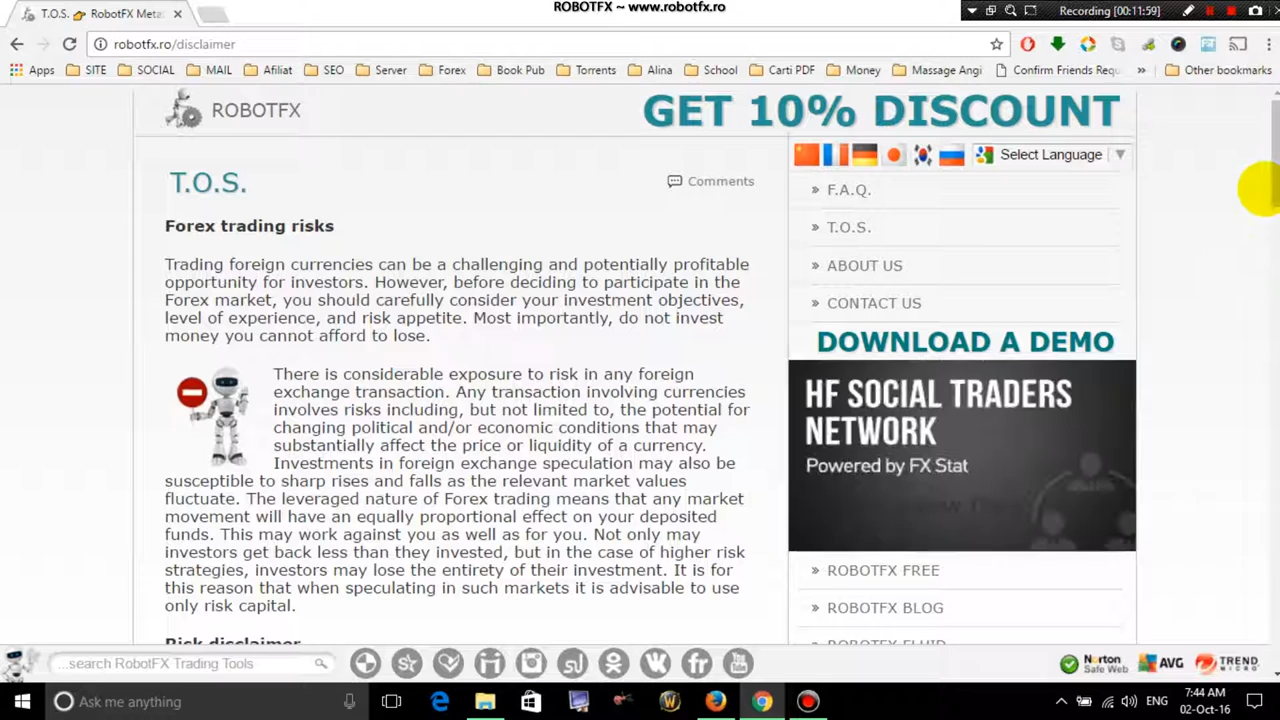 ROBOTFX ~ www.robotfx.ro
T.O.S. 👉 RobotFX Meta
Recording [00:11:59]
robotfx.ro/disclaimer
Apps SITE SOCIAL MAIL Afiliat SEO Server Forex Book Pub Torrents Alina School Carti PDF Money Massage Angi Confirm Friends Requ » Other bookmarks
ROBOTFX
GET 10% DISCOUNT
Select Language ▼
T.O.S.
Comments
Forex trading risks
Trading foreign currencies can be a challenging and potentially profitable
opportunity for investors. However, before deciding to participate in the
Forex market, you should carefully consider your investment objectives,
level of experience, and risk appetite. Most importantly, do not invest
money you cannot afford to lose.
There is considerable exposure to risk in any foreign
exchange transaction. Any transaction involving currencies
involves risks including, but not limited to, the potential for
changing political and/or economic conditions that may
substantially affect the price or liquidity of a currency.
Investments in foreign exchange speculation may also be
susceptible to sharp rises and falls as the relevant market values
fluctuate. The leveraged nature of Forex trading means that any market
movement will have an equally proportional effect on your deposited
funds. This may work against you as well as for you. Not only may
investors get back less than they invested, but in the case of higher risk
strategies, investors may lose the entirety of their investment. It is for
this reason that when speculating in such markets it is advisable to use
only risk capital.
Risk disclaimer
» F.A.Q.
» T.O.S.
» ABOUT US
» CONTACT US
DOWNLOAD A DEMO
HF SOCIAL TRADERS
NETWORK
Powered by FX Stat
» ROBOTFX FREE
» ROBOTFX BLOG
» ROBOTFX FLUID
...search RobotFX Trading Tools
Norton
Safe Web
AVG
TREND
MICRO
Ask me anything
ENG
7:44 AM
02-Oct-16